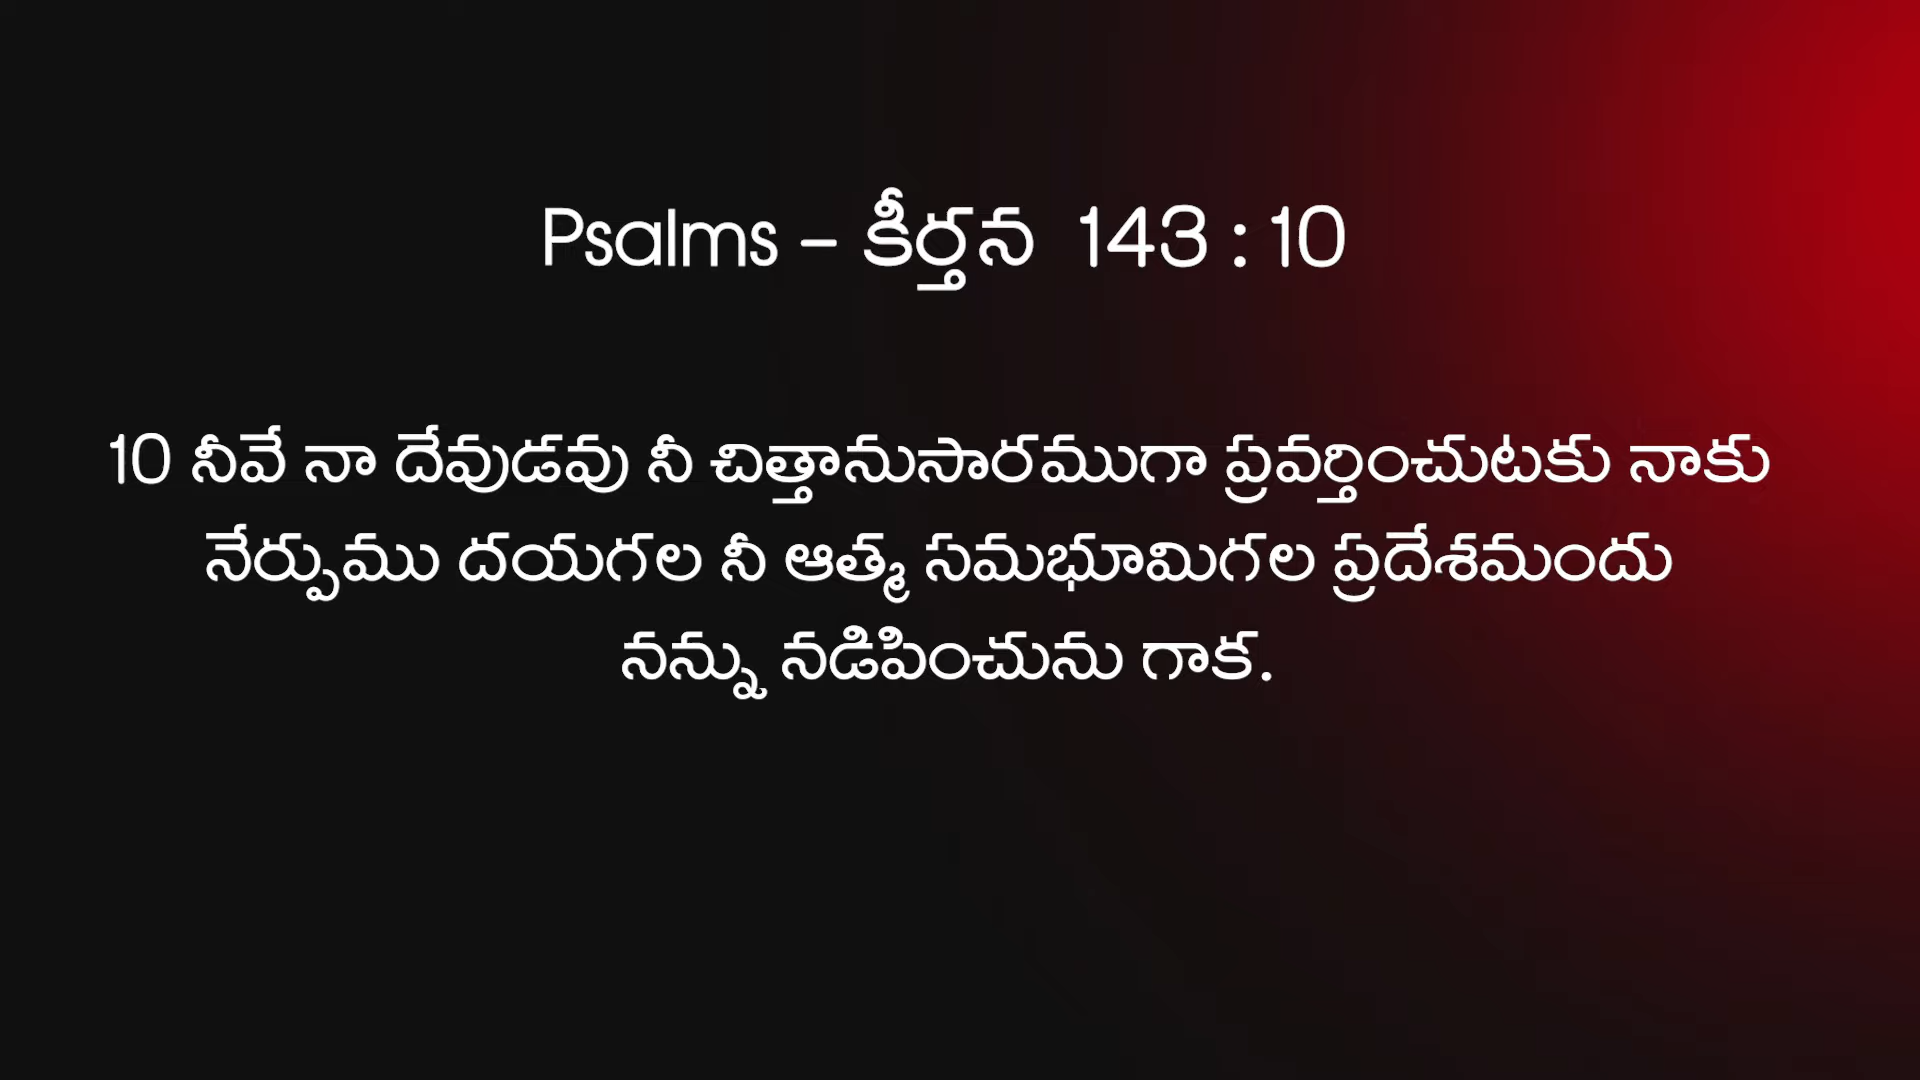 Psalms – కీర్తన 143 : 10
10 నీవే నా దేవుడవు నీ చిత్తానుసారముగా ప్రవర్తించుటకు నాకు
నేర్పుము దయగల నీ ఆత్మ సమభూమిగల ప్రదేశమందు
నన్ను నడిపించును గాక.